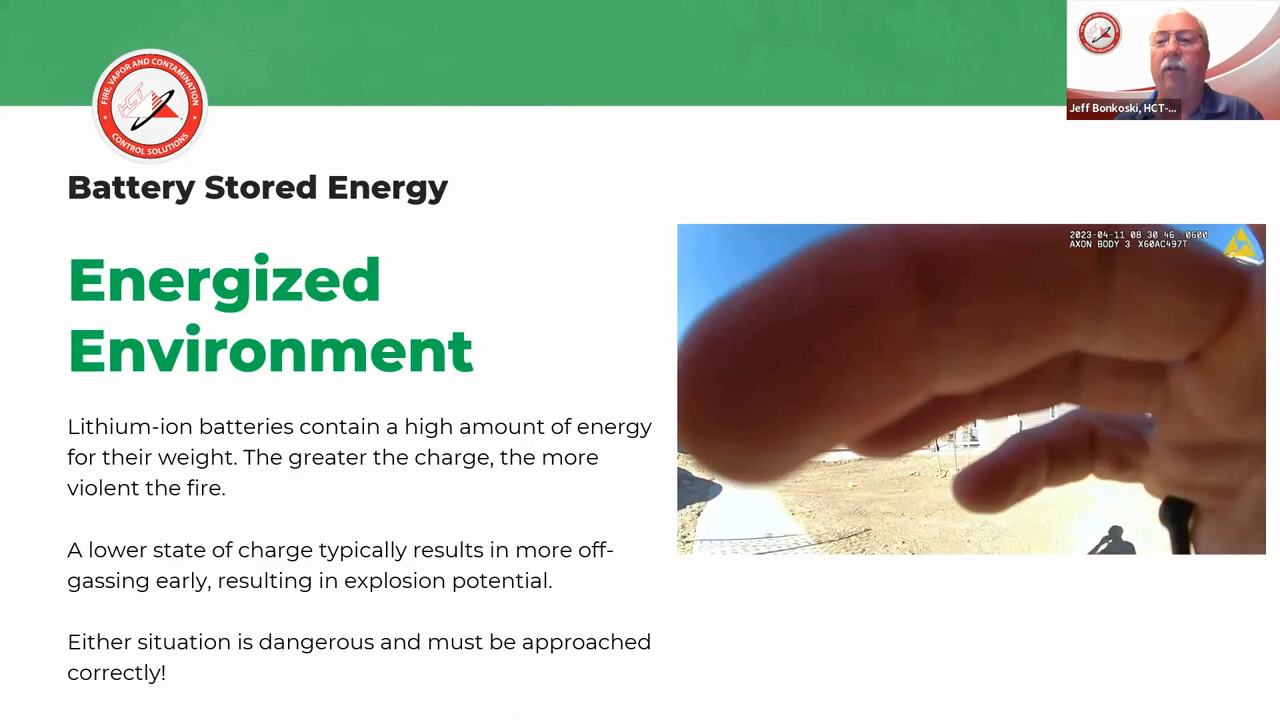 FIRE, VAPOR AND CONTAMINATION
HCT
CONTROL SOLUTIONS
Jeff Bonkoski, HCT-...
Battery Stored Energy
Energized
Environment
Lithium-ion batteries contain a high amount of energy
for their weight. The greater the charge, the more
violent the fire.
A lower state of charge typically results in more off-
gassing early, resulting in explosion potential.
Either situation is dangerous and must be approached
correctly!
2023-04-11 08:30:46 -0600
AXON BODY 3 X60AC497T